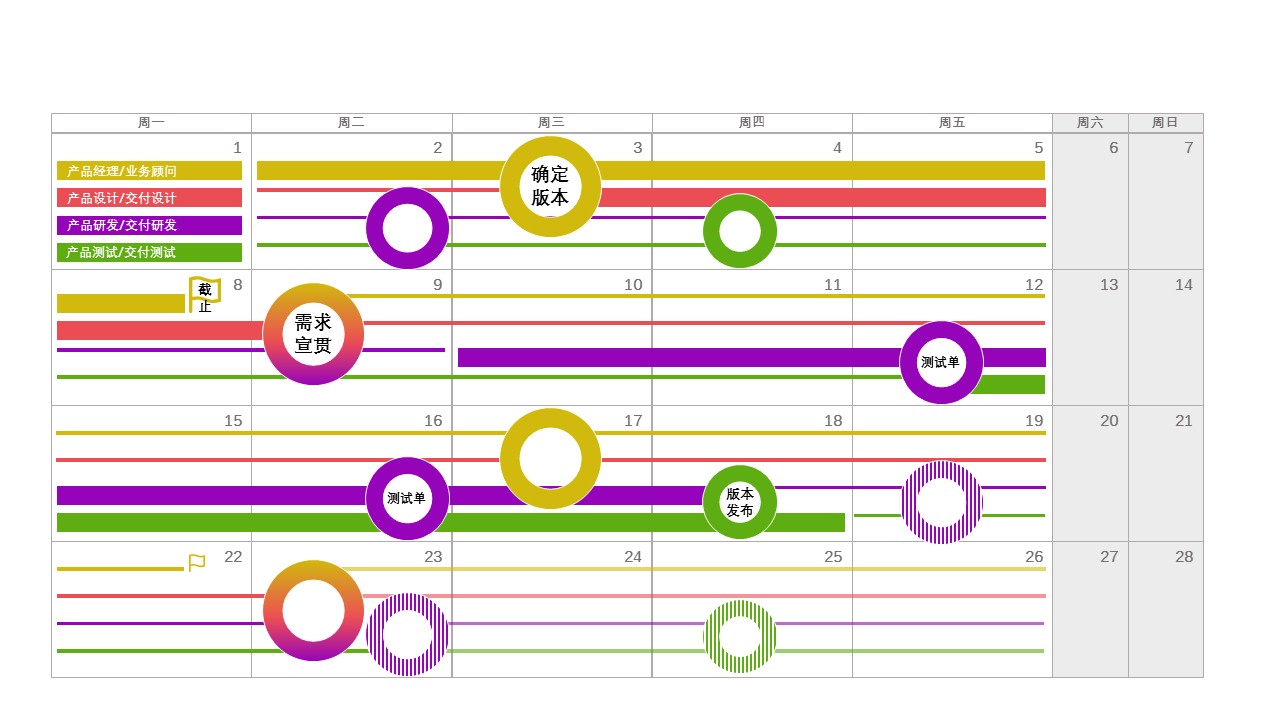 周一 周二 周三 周四 周五 周六 周日
1 2 3 4 5 6 7
产品经理/业务顾问
确定
版本
产品设计/交付设计
产品研发/交付研发
产品测试/交付测试
8 9 10 11 12 13 14
截
止
需求
宣贯
测试单
15 16 17 18 19 20 21
测试单
版本
发布
22 23 24 25 26 27 28